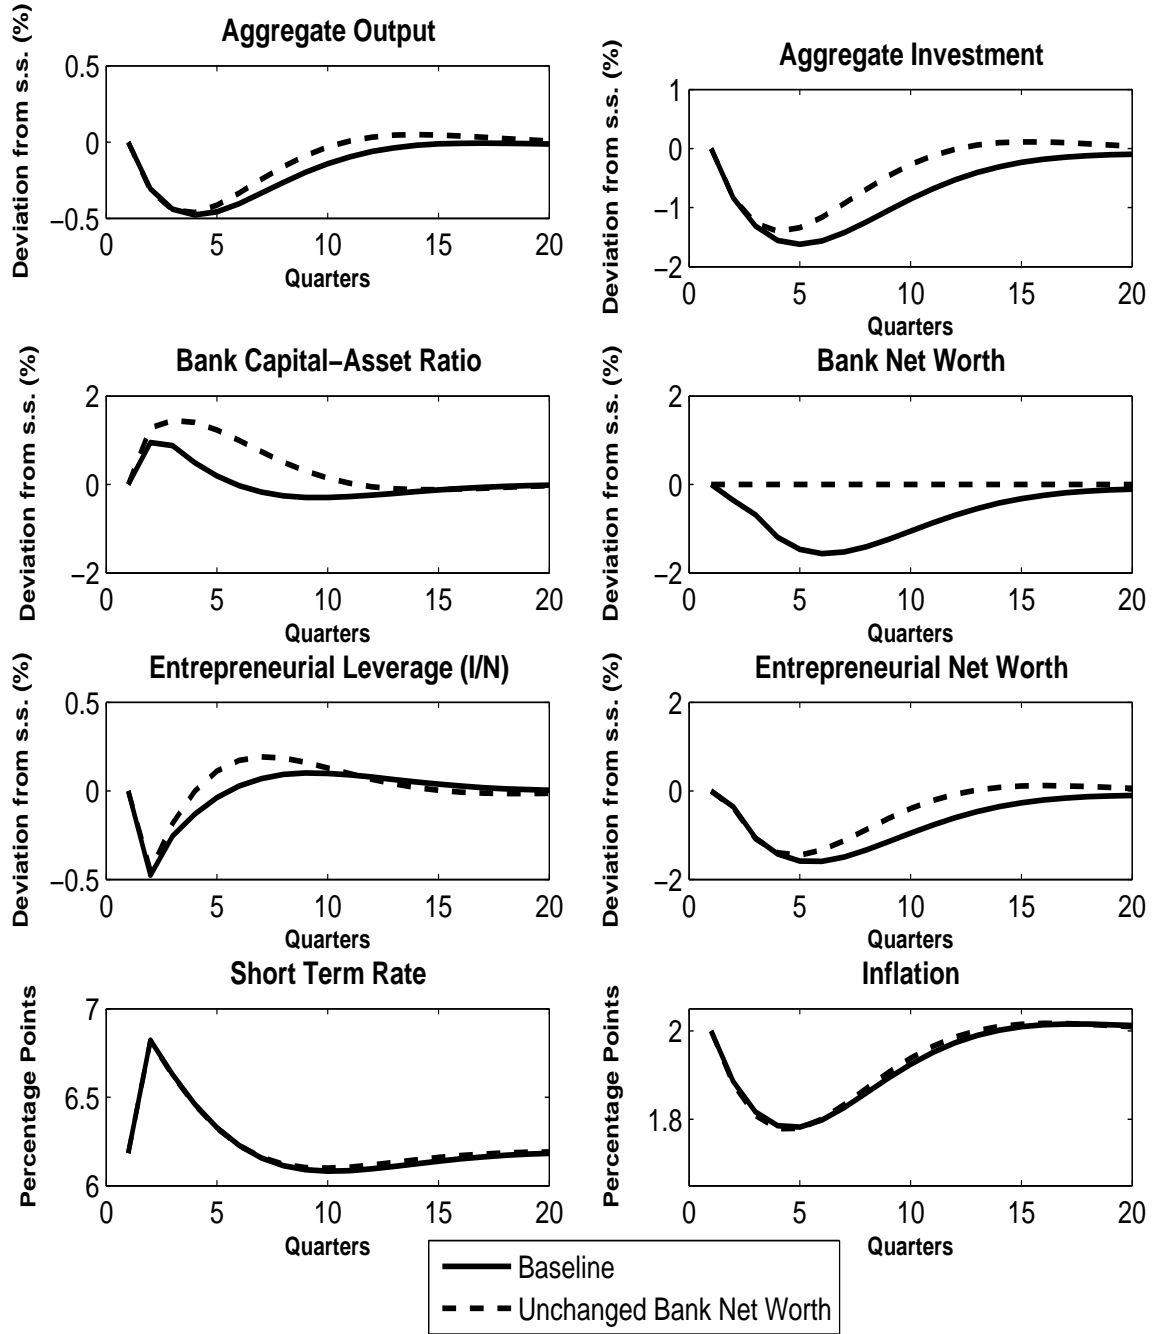 Aggregate Output
Deviation from s.s. (%)
0.5
0
−0.5
0 5 10 15 20
Quarters
Aggregate Investment
Deviation from s.s. (%)
1
0
−1
−2
0 5 10 15 20
Quarters
Bank Capital−Asset Ratio
Deviation from s.s. (%)
2
0
−2
0 5 10 15 20
Quarters
Bank Net Worth
Deviation from s.s. (%)
2
0
−2
0 5 10 15 20
Quarters
Entrepreneurial Leverage (I/N)
Deviation from s.s. (%)
0.5
0
−0.5
0 5 10 15 20
Quarters
Entrepreneurial Net Worth
Deviation from s.s. (%)
2
0
−2
0 5 10 15 20
Quarters
Short Term Rate
Percentage Points
7
6.5
6
0 5 10 15 20
Quarters
Inflation
Percentage Points
2
1.8
0 5 10 15 20
Quarters
Baseline
Unchanged Bank Net Worth